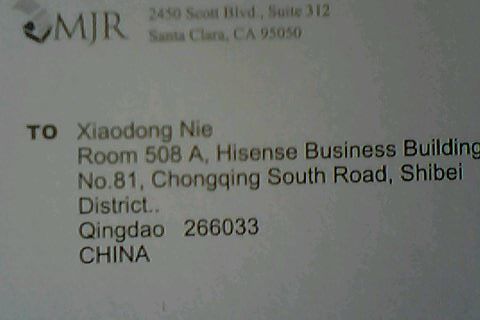 MJR
2450 Scott Blvd., Suite 312
Santa Clara, CA 95050
TO Xiaodong Nie
Room 508 A, Hisense Business Building
No.81, Chongqing South Road, Shibei
District..
Qingdao 266033
CHINA